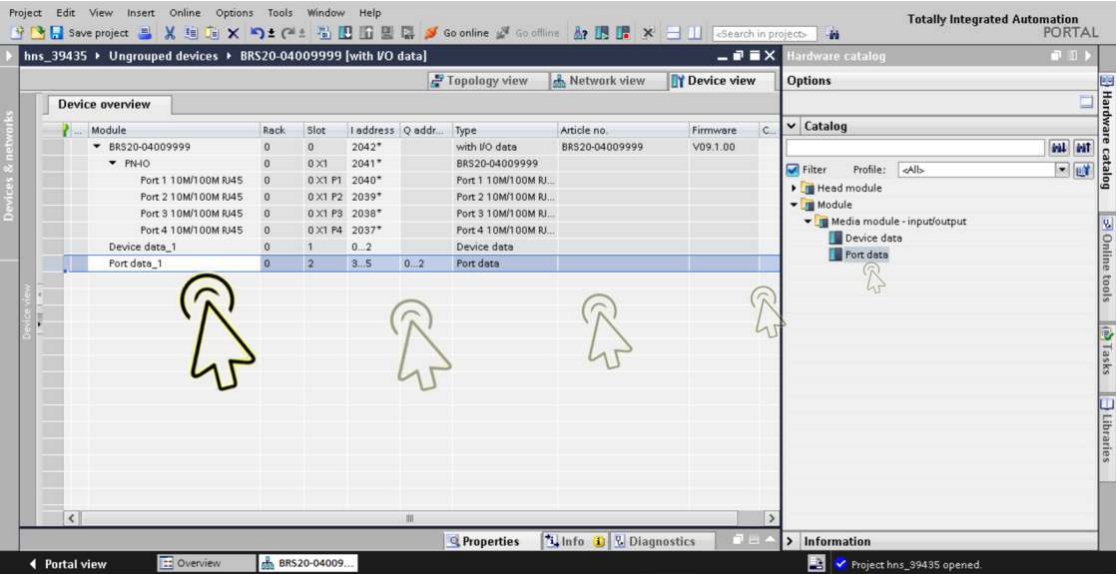 Project Edit View Insert Online Options Tools Window Help
Totally Integrated Automation
PORTAL
Save project Go online Go offline <Search in project>
hns_39435 Ungrouped devices BRS20-04009999 [with I/O data]
Hardware catalog
Topology view Network view Device view
Options
Device overview
... Module Rack Slot I address Q addr... Type Article no. Firmware C...
BRS20-04009999 0 0 2042* with I/O data BRS20-04009999 V09.1.00
PN-IO 0 0 X1 2041* BRS20-04009999
Port 1 10M/100M RJ45 0 0 X1 P1 2040* Port 1 10M/100M RJ...
Port 2 10M/100M RJ45 0 0 X1 P2 2039* Port 2 10M/100M RJ...
Port 3 10M/100M RJ45 0 0 X1 P3 2038* Port 3 10M/100M RJ...
Port 4 10M/100M RJ45 0 0 X1 P4 2037* Port 4 10M/100M RJ...
Device data_1 0 1 0...2 Device data
Port data_1 0 2 3...5 0...2 Port data
Catalog
Filter Profile: <All>
Head module
Module
Media module - input/output
Device data
Port data
Devices & networks
Device view
Hardware catalog
Online tools
Tasks
Libraries
Properties Info Diagnostics
Information
Portal view Overview BRS20-04009...
Project hns_39435 opened.